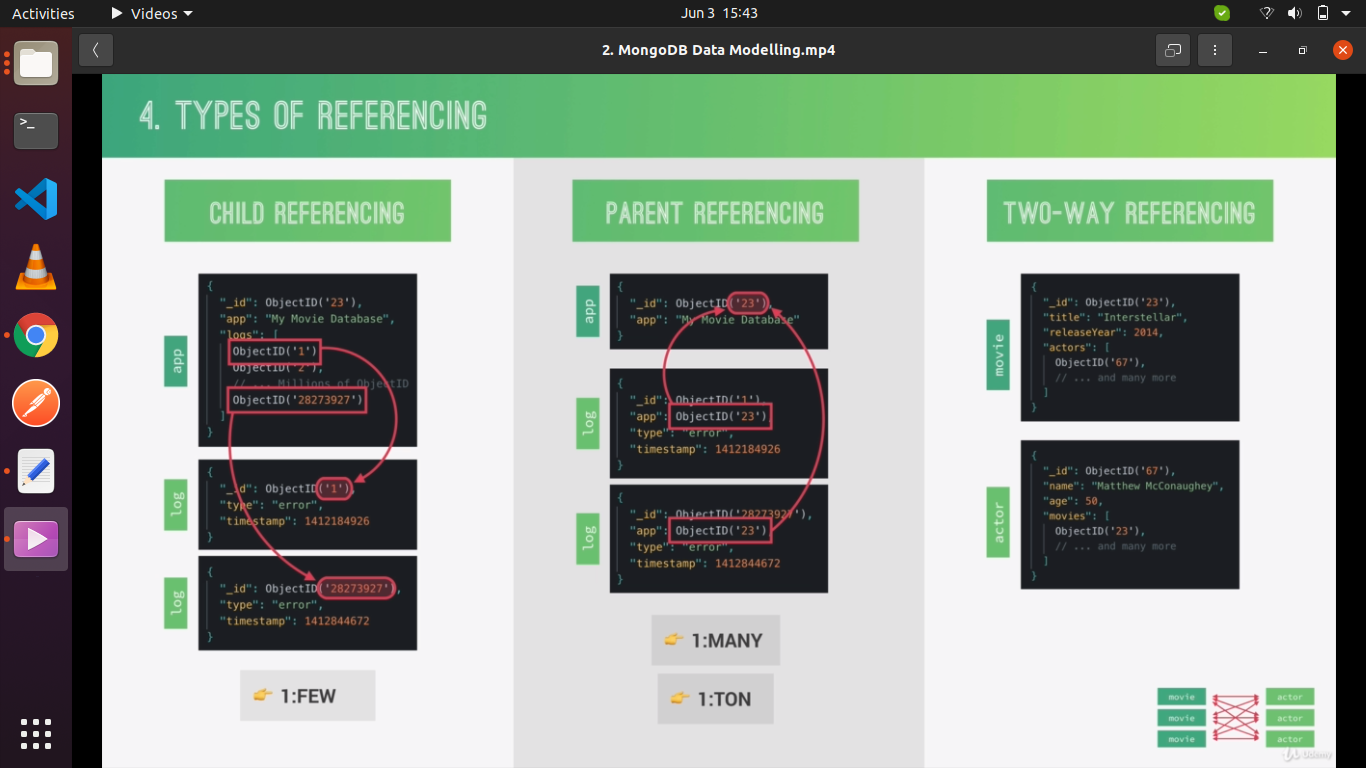 Activities
Videos
Jun 3 15:43
2. MongoDB Data Modelling.mp4
4. TYPES OF REFERENCING
CHILD REFERENCING
app
{
"_id": ObjectID('23'),
"app": "My Movie Database",
"logs": [
ObjectID('1')
ObjectID('2'),
// ... Millions of ObjectID
ObjectID('28273927')
]
}
log
{
"_id": ObjectID('1'),
"type": "error",
"timestamp": 1412184926
}
log
{
"_id": ObjectID('28273927'),
"type": "error",
"timestamp": 1412844672
}
1:FEW
PARENT REFERENCING
app
{
"_id": ObjectID('23'),
"app": "My Movie Database"
}
log
{
"_id": ObjectID('1'),
"app": ObjectID('23')
"type": "error",
"timestamp": 1412184926
}
log
{
"_id": ObjectID('28273927'),
"app": ObjectID('23')
"type": "error",
"timestamp": 1412844672
}
1:MANY
1:TON
TWO-WAY REFERENCING
movie
{
"_id": ObjectID('23'),
"title": "Interstellar",
"releaseYear": 2014,
"actors": [
ObjectID('67'),
// ... and many more
]
}
actor
{
"_id": ObjectID('67'),
"name": "Matthew McConaughey",
"age": 50,
"movies": [
ObjectID('23'),
// ... and many more
]
}
movie actor
movie actor
movie actor
Udemy